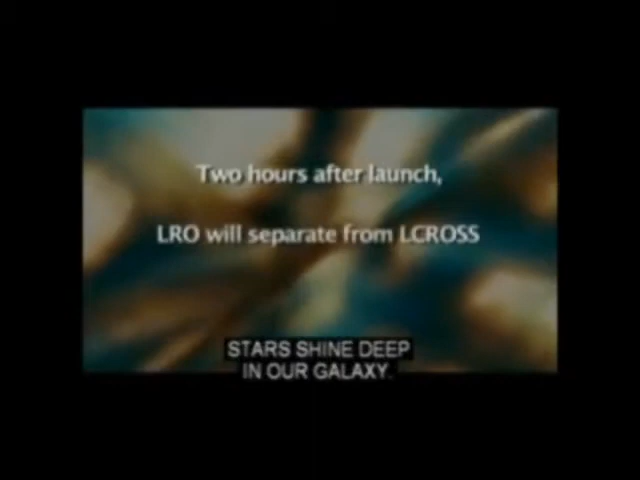 Two hours after launch,
LRO will separate from LCROSS
STARS SHINE DEEP
IN OUR GALAXY.